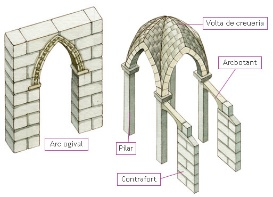 Volta de creueria
Arcbotant
Arc ogival
Pilar
Contrafort